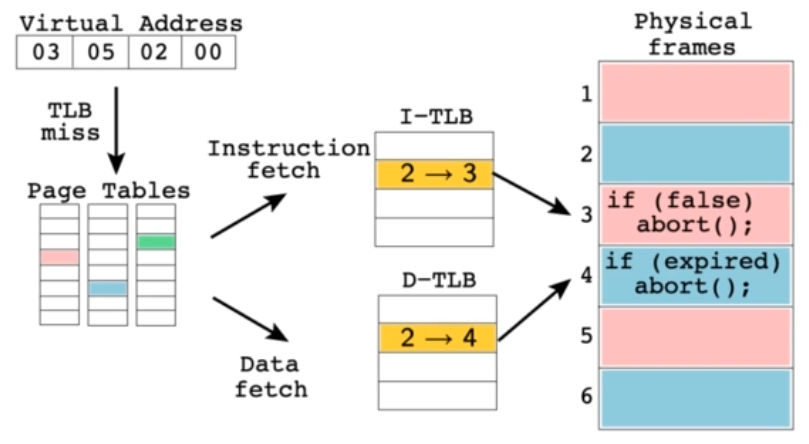 Virtual Address
03 05 02 00
TLB
miss
Page Tables
Instruction
fetch
Data
fetch
I-TLB
2 → 3
D-TLB
2 → 4
Physical
frames
1
2
3
if (false)
abort();
4
if (expired)
abort();
5
6